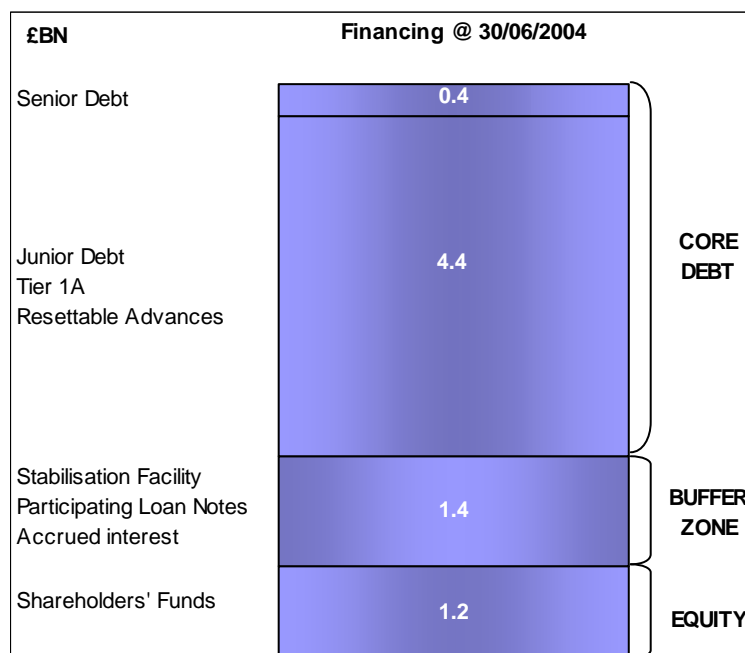 £BN
Financing @ 30/06/2004
Senior Debt
0.4
Junior Debt
Tier 1A
Resettable Advances
4.4
CORE
DEBT
Stabilisation Facility
Participating Loan Notes
Accrued interest
1.4
BUFFER
ZONE
Shareholders' Funds
1.2
EQUITY